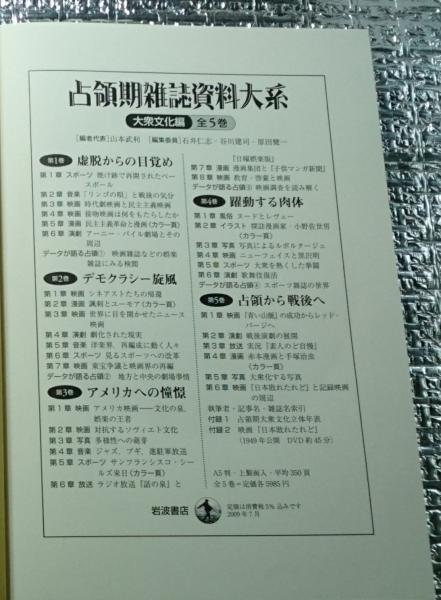 占領期雑誌資料大系
大衆文化編 全5巻
[編者代表]山本武利 [編集委員]石井仁志・谷川建司・原田健一
第1巻 虚脱からの目覚め
第1章 スポーツ 焼け跡で再開されたベースボール
第2章 音楽 『リンゴの唄』と戦後の気分
第3章 映画 時代劇映画と民主主義映画
第4章 映画 接吻映画は何をもたらしたか
第5章 漫画 民主主義革命と漫画〈カラー頁〉
第6章 演劇 アーニー・パイル劇場とその周辺
データが語る占領① 映画雑誌などの娯楽雑誌にみる検閲
第2巻 デモクラシー旋風
第1章 映画 シネアストたちの帰還
第2章 漫画 諷刺とユーモア〈カラー頁〉
第3章 映画 世界に目を開かせたニュース映画
第4章 演劇 劇化された現実
第5章 音楽 洋楽界、再編成に動く人々
第6章 スポーツ 見るスポーツへの改革
第7章 映画 東宝争議と映画界の再編
データが語る占領② 地方と中央の劇場事情
第3巻 アメリカへの憧憬
第1章 映画 アメリカ映画――文化の泉、娯楽の王者
第2章 映画 対抗するソヴィエト文化
第3章 写真 多様性への萌芽
第4章 音楽 ジャズ、ブギ、進駐軍放送
第5章 スポーツ サンフランシスコ・シールズ来日〈カラー頁〉
第6章 放送 ラジオ放送『話の泉』と
『日曜娯楽版』
第7章 漫画 漫画集団と『子供マンガ新聞』
第8章 映画 教育・啓蒙と映画
データが語る占領③ 映画調査を読み解く
第4巻 躍動する肉体
第1章 風俗 ヌードとレヴュー
第2章 イラスト 探訪漫画家・小野佐世男〈カラー頁〉
第3章 写真 写真によるルポルタージュ
第4章 映画 ニューフェイスと黒沢明
第5章 スポーツ 大衆を熱くした拳闘
第6章 演劇 歌舞伎復活
データが語る占領④ スポーツ雑誌の世界
第5巻 占領から戦後へ
第1章 映画 『青い山脈』の成功からレッド・パージへ
第2章 演劇 戦後演劇の展開
第3章 放送 実況『素人のど自慢』
第4章 漫画 赤本漫画と手塚治虫〈カラー頁〉
第5章 写真 大衆化する写真
第6章 映画 『日本敗れたれど』と記録映画の周辺
執筆者・記事名・雑誌名索引
付録1 占領期大衆文化立体年表
付録2 映画『日本敗れたれど』(1949年公開 DVD約45分)
A5判・上製函入・平均350頁
全5巻=定価各5985円
岩波書店
定価は消費税5%込みです
2009年7月